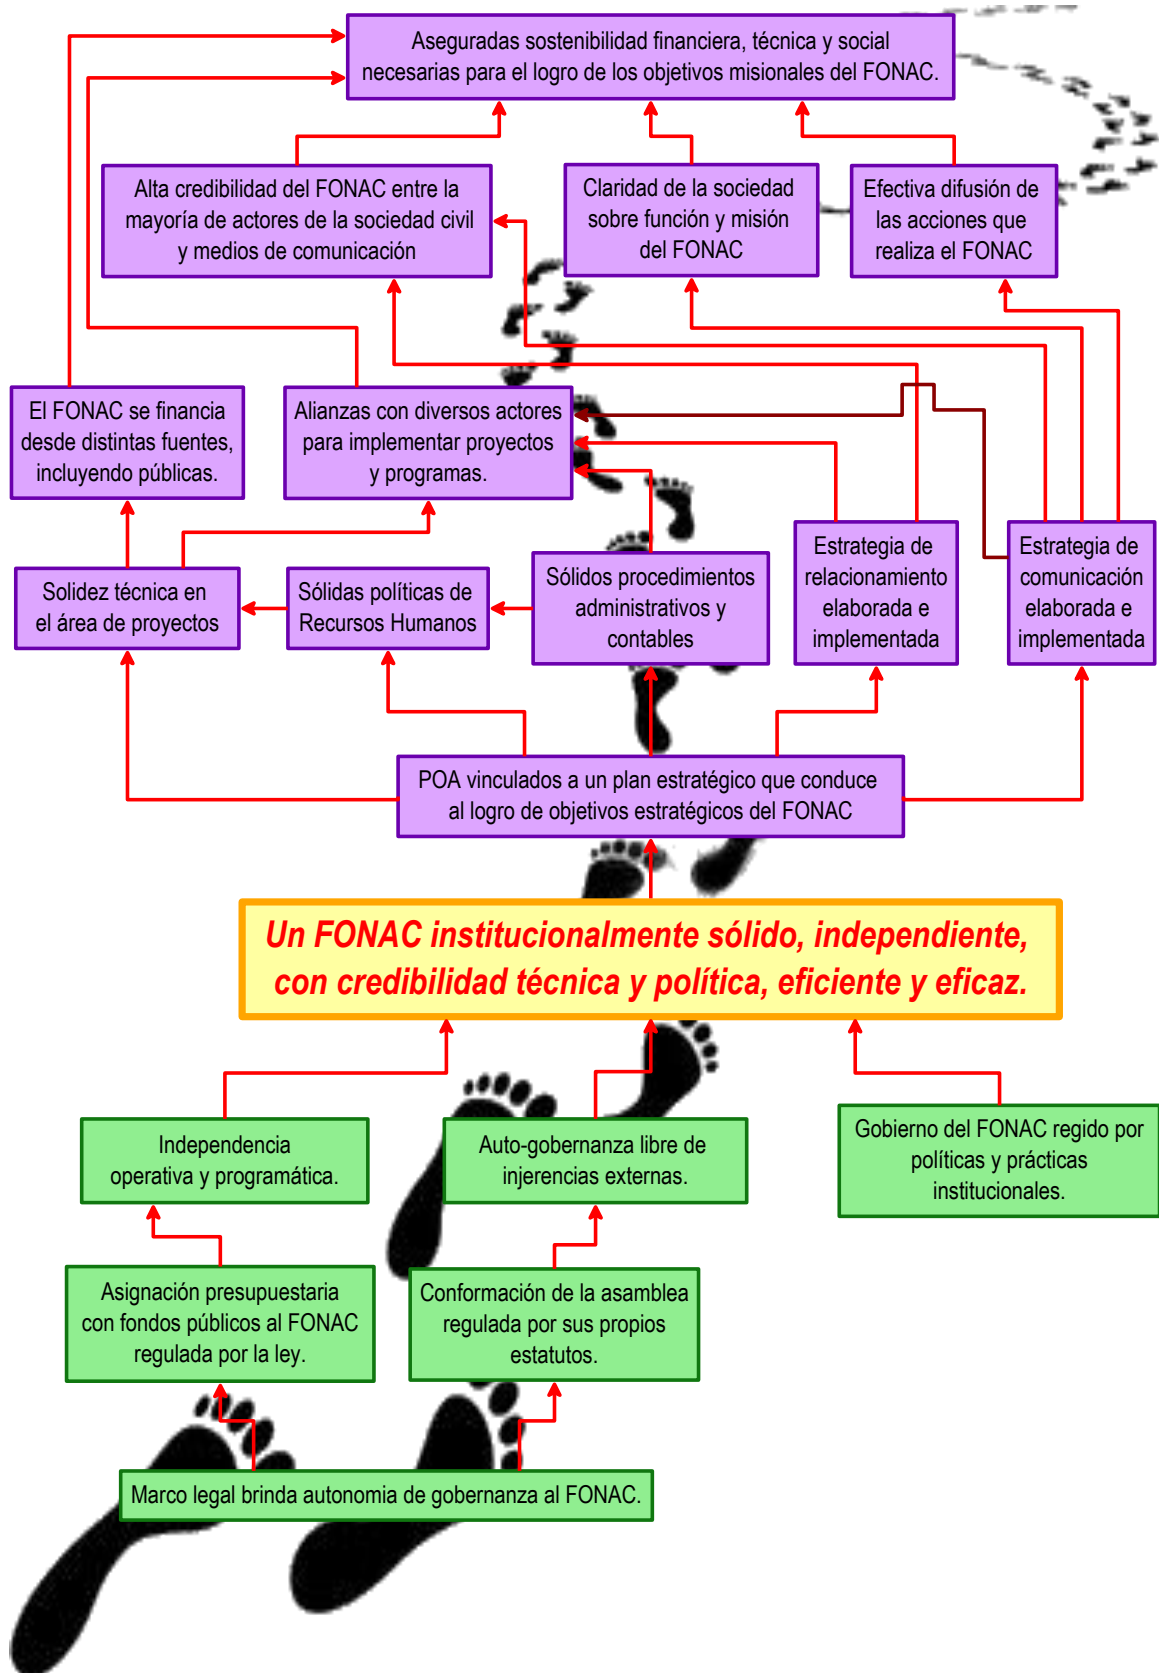 Aseguradas sostenibilidad financiera, técnica y social
necesarias para el logro de los objetivos misionales del FONAC.
Alta credibilidad del FONAC entre la
mayoría de actores de la sociedad civil
y medios de comunicación
Claridad de la sociedad
sobre función y misión
del FONAC
Efectiva difusión de
las acciones que
realiza el FONAC
El FONAC se financia
desde distintas fuentes,
incluyendo públicas.
Alianzas con diversos actores
para implementar proyectos
y programas.
Solidez técnica en
el área de proyectos
Sólidas políticas de
Recursos Humanos
Sólidos procedimientos
administrativos y
contables
Estrategia de
relacionamiento
elaborada e
implementada
Estrategia de
comunicación
elaborada e
implementada
POA vinculados a un plan estratégico que conduce
al logro de objetivos estratégicos del FONAC
Un FONAC institucionalmente sólido, independiente,
con credibilidad técnica y política, eficiente y eficaz.
Independencia
operativa y programática.
Auto-gobernanza libre de
injerencias externas.
Gobierno del FONAC regido por
políticas y prácticas
institucionales.
Asignación presupuestaria
con fondos públicos al FONAC
regulada por la ley.
Conformación de la asamblea
regulada por sus propios
estatutos.
Marco legal brinda autonomia de gobernanza al FONAC.